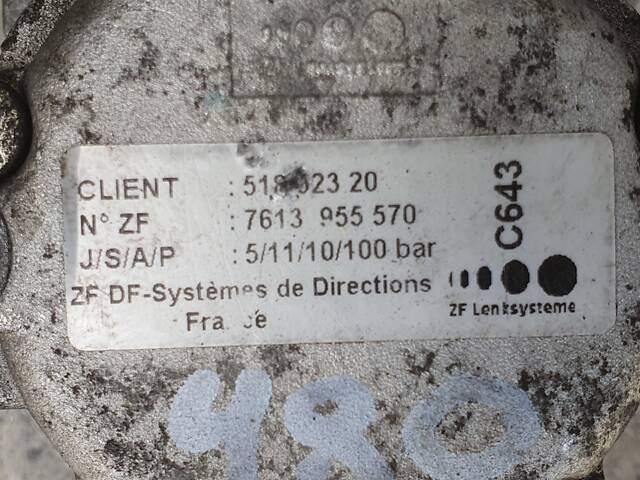 CLIENT : 518 23 20
N° ZF : 7613 955 570
J/S/A/P : 5/11/10/100 bar
ZF DF-Systèmes de Directions
C643
ZF Lenksysteme
480